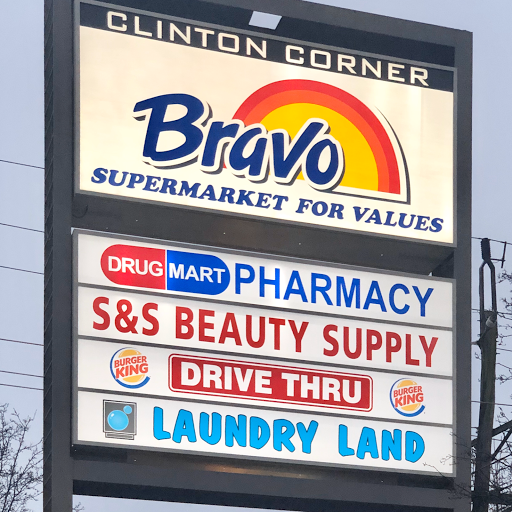 CLINTON CORNER
Bravo
SUPERMARKET FOR VALUES
DRUG MART PHARMACY
S&S BEAUTY SUPPLY
BURGER KING DRIVE THRU BURGER KING
LAUNDRY LAND